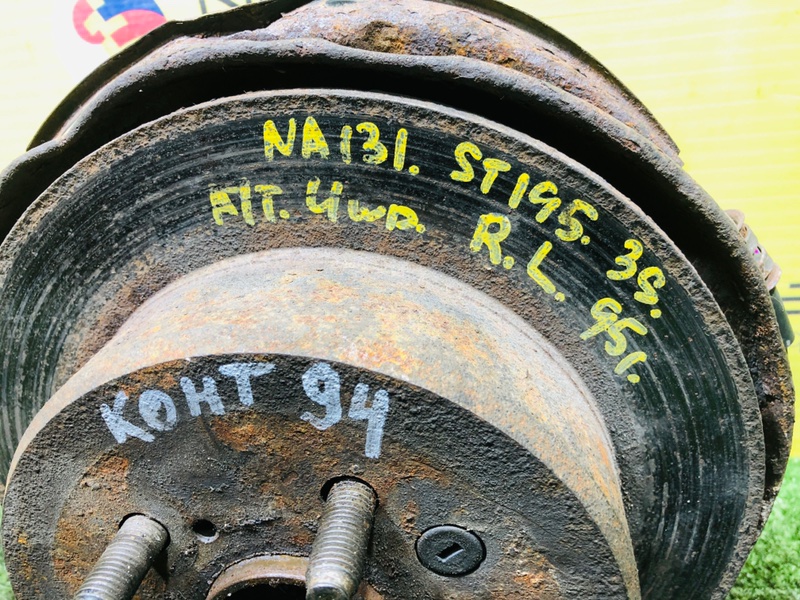 NA131. ST195. 3S.
A|T. 4WD. R.L. 95г.
КОНТ 94